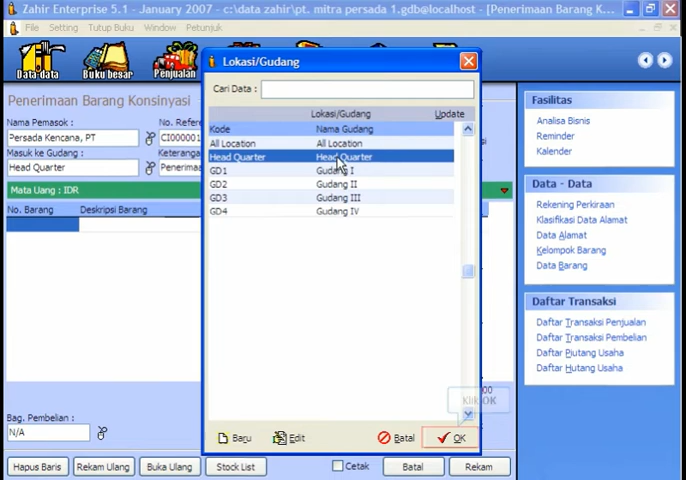 Zahir Enterprise 5.1 - January 2007 - c:\data zahir\pt. mitra persada 1.gdb@localhost - [Penerimaan Barang K...
File Setting Tutup Buku Window Petunjuk
Data-data Buku besar Penjualan
Penerimaan Barang Konsinyasi
Nama Pemasok : No. Refere
Persada Kencana, PT CI000001
Masuk ke Gudang : Keterangan
Head Quarter Penerimaa
Mata Uang : IDR
No. Barang Deskripsi Barang
Bag. Pembelian :
N/A
Hapus Baris Rekam Ulang Buka Ulang Stock List Cetak Batal Rekam
Lokasi/Gudang
Cari Data :
Lokasi/Gudang Update
Kode Nama Gudang
All Location All Location
Head Quarter Head Quarter
GD1 Gudang I
GD2 Gudang II
GD3 Gudang III
GD4 Gudang IV
Klik OK
Baru Edit Batal OK
00
Fasilitas
Analisa Bisnis
Reminder
Kalender
Data - Data
Rekening Perkiraan
Klasifikasi Data Alamat
Data Alamat
Kelompok Barang
Data Barang
Daftar Transaksi
Daftar Transaksi Penjualan
Daftar Transaksi Pembelian
Daftar Piutang Usaha
Daftar Hutang Usaha